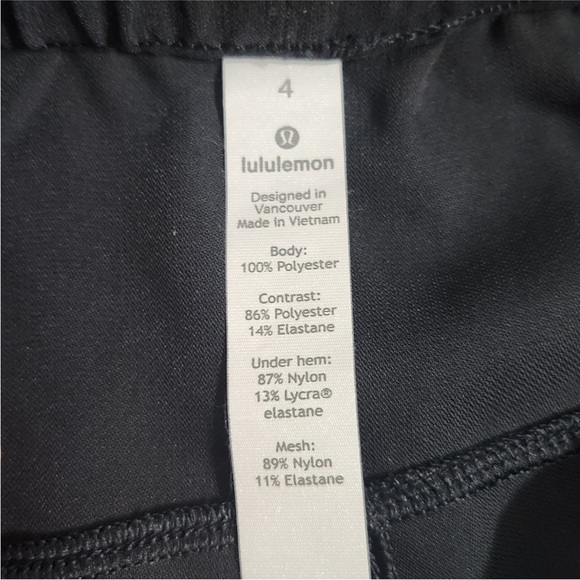 4
lululemon
Designed in
Vancouver
Made in Vietnam
Body:
100% Polyester
Contrast:
86% Polyester
14% Elastane
Under hem:
87% Nylon
13% Lycra®
elastane
Mesh:
89% Nylon
11% Elastane